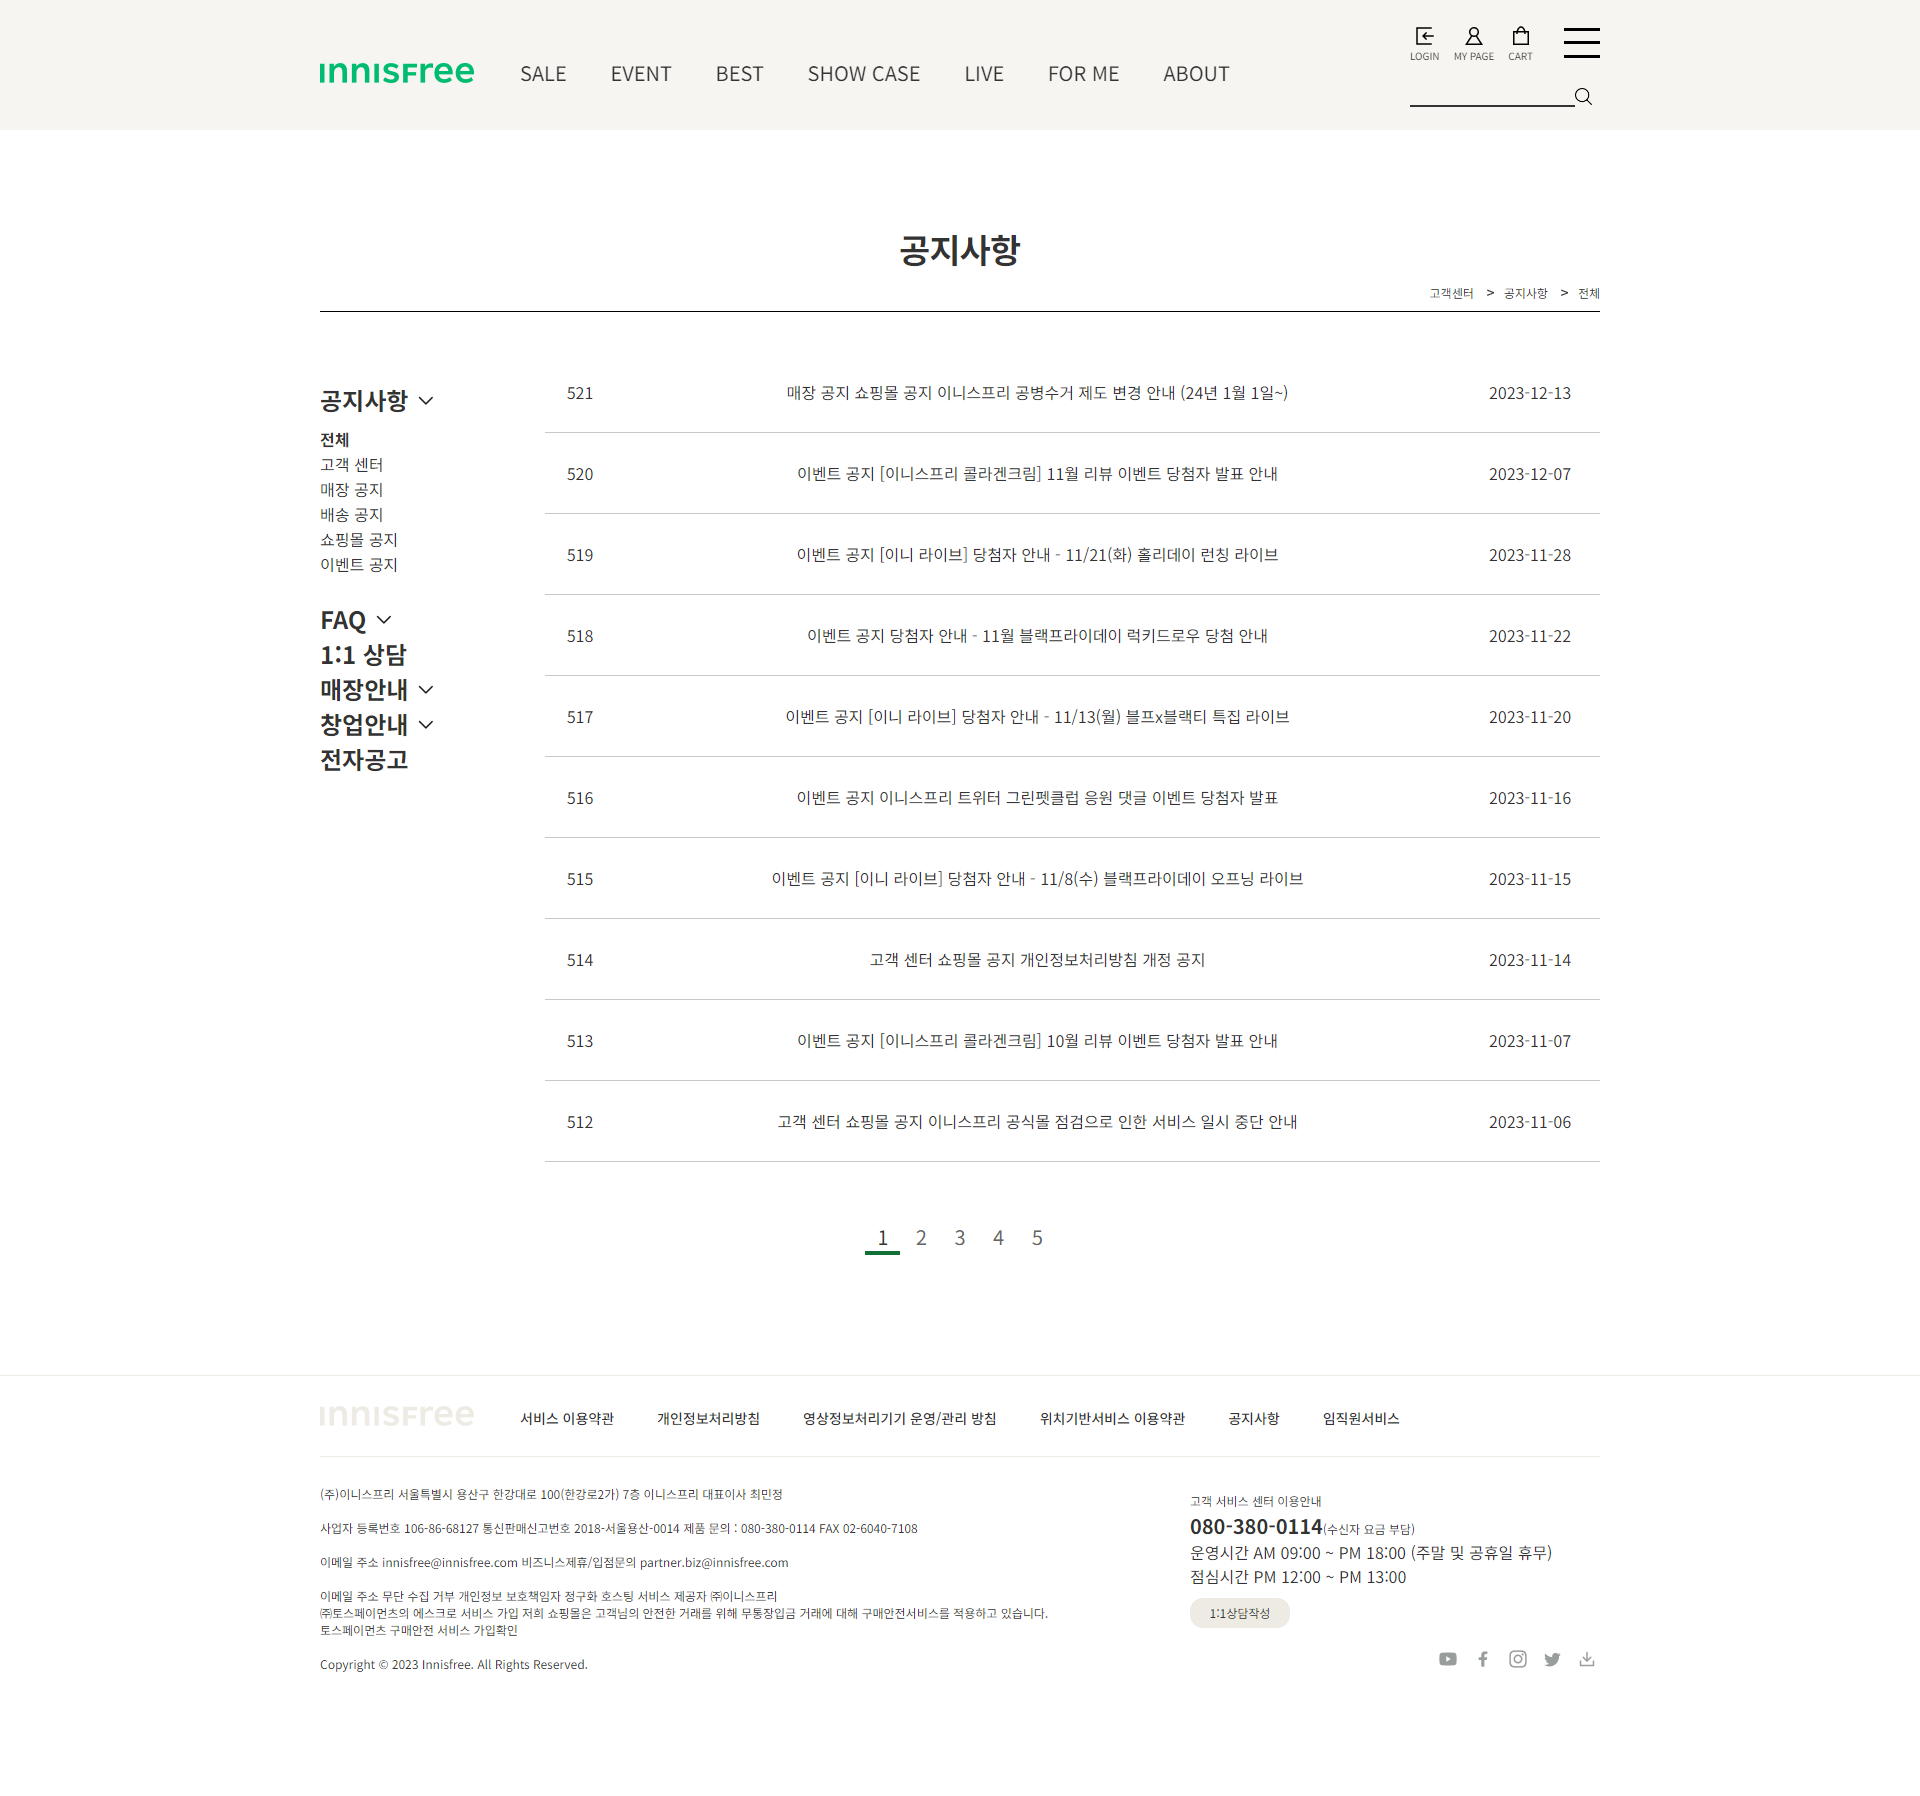 LOGIN MY PAGE CART
innisfree SALE EVENT BEST SHOW CASE LIVE FOR ME ABOUT
공지사항
고객센터 > 공지사항 > 전체
공지사항
전체
고객 센터
매장 공지
배송 공지
쇼핑몰 공지
이벤트 공지
FAQ
1:1 상담
매장안내
창업안내
전자공고
521 매장 공지 쇼핑몰 공지 이니스프리 공병수거 제도 변경 안내 (24년 1월 1일~) 2023-12-13
520 이벤트 공지 [이니스프리 콜라겐크림] 11월 리뷰 이벤트 당첨자 발표 안내 2023-12-07
519 이벤트 공지 [이니 라이브] 당첨자 안내 - 11/21(화) 홀리데이 런칭 라이브 2023-11-28
518 이벤트 공지 당첨자 안내 - 11월 블랙프라이데이 럭키드로우 당첨 안내 2023-11-22
517 이벤트 공지 [이니 라이브] 당첨자 안내 - 11/13(월) 블프x블랙티 특집 라이브 2023-11-20
516 이벤트 공지 이니스프리 트위터 그린펫클럽 응원 댓글 이벤트 당첨자 발표 2023-11-16
515 이벤트 공지 [이니 라이브] 당첨자 안내 - 11/8(수) 블랙프라이데이 오프닝 라이브 2023-11-15
514 고객 센터 쇼핑몰 공지 개인정보처리방침 개정 공지 2023-11-14
513 이벤트 공지 [이니스프리 콜라겐크림] 10월 리뷰 이벤트 당첨자 발표 안내 2023-11-07
512 고객 센터 쇼핑몰 공지 이니스프리 공식몰 점검으로 인한 서비스 일시 중단 안내 2023-11-06
1 2 3 4 5
innisfree 서비스 이용약관 개인정보처리방침 영상정보처리기기 운영/관리 방침 위치기반서비스 이용약관 공지사항 임직원서비스
(주)이니스프리 서울특별시 용산구 한강대로 100(한강로2가) 7층 이니스프리 대표이사 최민정
사업자 등록번호 106-86-68127 통신판매신고번호 2018-서울용산-0014 제품 문의 : 080-380-0114 FAX 02-6040-7108
이메일 주소 innisfree@innisfree.com 비즈니스제휴/입점문의 partner.biz@innisfree.com
이메일 주소 무단 수집 거부 개인정보 보호책임자 정구화 호스팅 서비스 제공자 ㈜이니스프리
㈜토스페이먼츠의 에스크로 서비스 가입 저희 쇼핑몰은 고객님의 안전한 거래를 위해 무통장입금 거래에 대해 구매안전서비스를 적용하고 있습니다.
토스페이먼츠 구매안전 서비스 가입확인
Copyright © 2023 Innisfree. All Rights Reserved.
고객 서비스 센터 이용안내
080-380-0114(수신자 요금 부담)
운영시간 AM 09:00 ~ PM 18:00 (주말 및 공휴일 휴무)
점심시간 PM 12:00 ~ PM 13:00
1:1상담작성